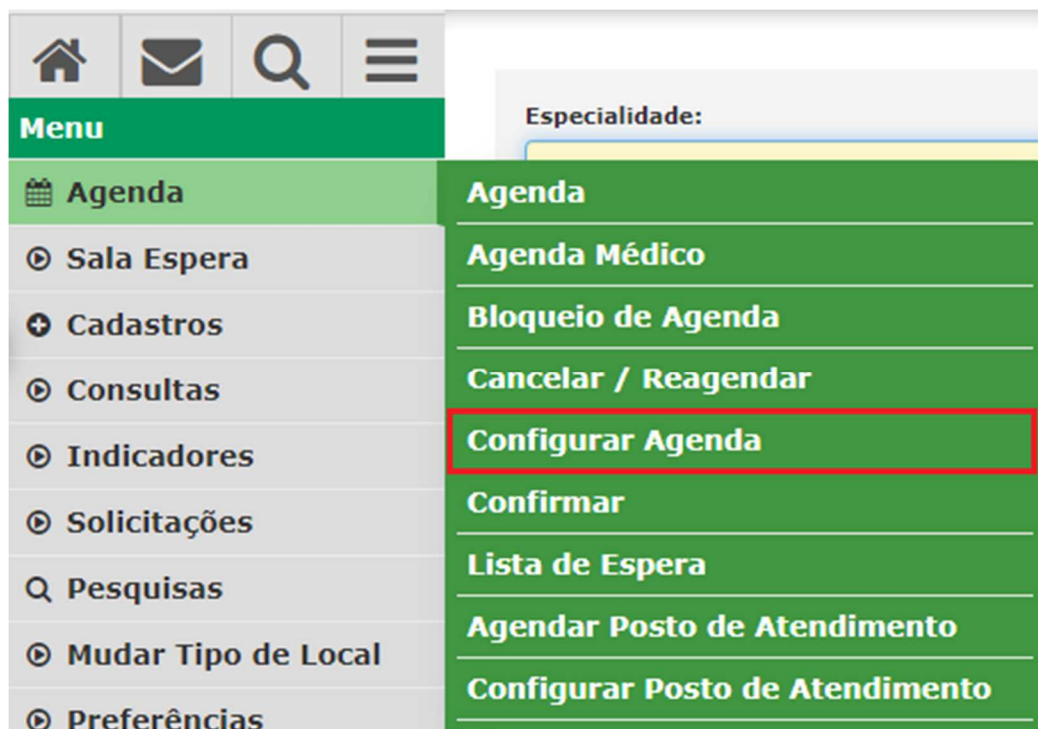 Especialidade:
Menu
Agenda
Sala Espera
Cadastros
Consultas
Indicadores
Solicitações
Pesquisas
Mudar Tipo de Local
Preferências
Agenda
Agenda Médico
Bloqueio de Agenda
Cancelar / Reagendar
Configurar Agenda
Confirmar
Lista de Espera
Agendar Posto de Atendimento
Configurar Posto de Atendimento